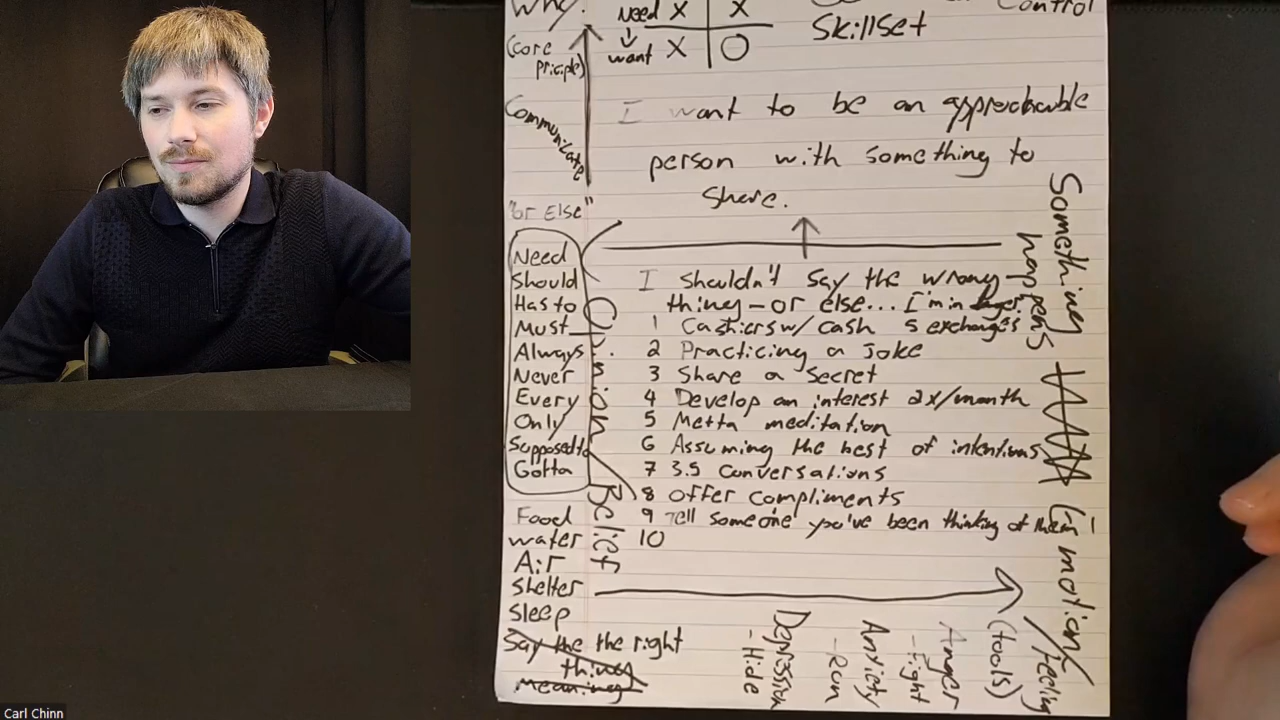 Why?
Need X X
Control
(core
priciple)
want X O
Skillset
Communicate
I want to be an approachable
person with something to
share.
"or Else"
Need
Should
Has to
Must
Always
Never
Every
Only
Supposed to
Gotta
Opinion
Belief
I shouldn't say the wrong
thing - or else... I'm in
1 Cashiers w/ cash 5 exchanges
2 Practicing a joke
3 Share a secret
4 Develop an interest 2x/month
5 Metta meditation
6 Assuming the best of intentions
7 3.5 conversations
8 offer compliments
9 Tell someone you've been thinking of them
10
Something
happens
Emotion/Feeling
(tools)
Food
water
Air
Shelter
Sleep
Say the the right
thing
meaning
Depression
- Hide
Anxiety
- Run
Anger
- Fight
Carl Chinn